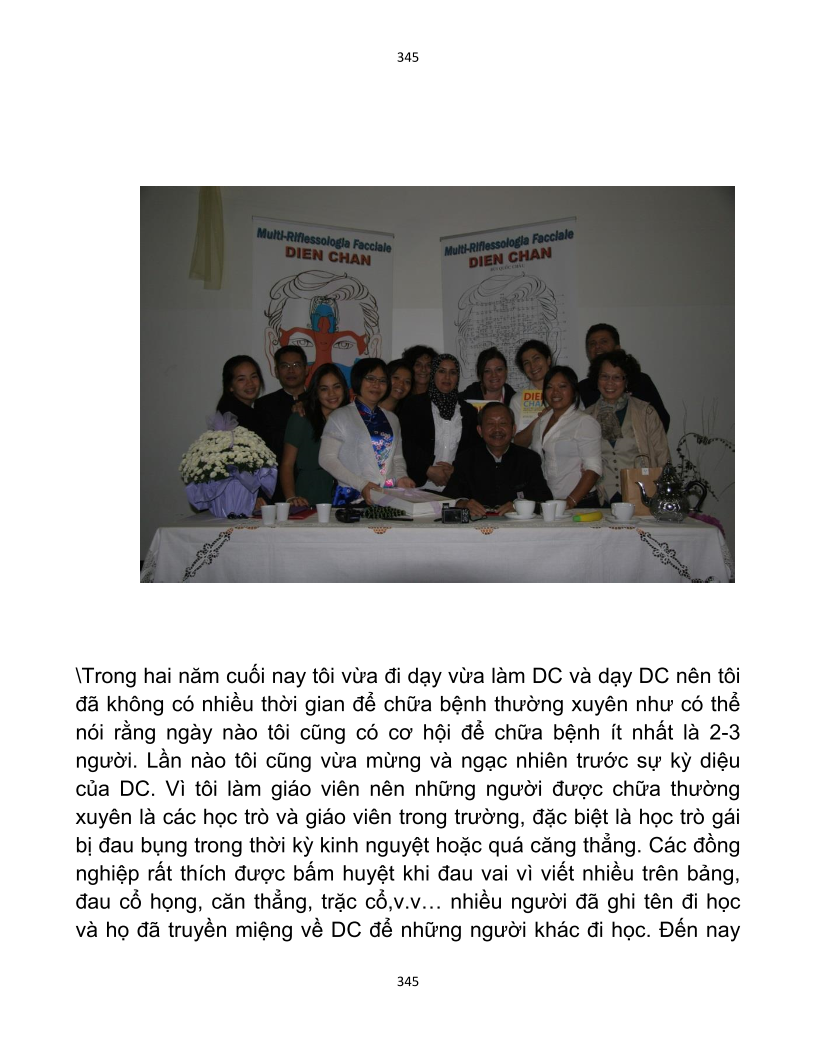 345
Multi-Riflessologia Facciale
DIEN CHAN
Multi-Riflessologia Facciale
DIEN CHAN
DIEN
CHAN
\Trong hai năm cuối nay tôi vừa đi dạy vừa làm DC và dạy DC nên tôi
đã không có nhiều thời gian để chữa bệnh thường xuyên như có thể
nói rằng ngày nào tôi cũng có cơ hội để chữa bệnh ít nhất là 2-3
người. Lần nào tôi cũng vừa mừng và ngạc nhiên trước sự kỳ diệu
của DC. Vì tôi làm giáo viên nên những người được chữa thường
xuyên là các học trò và giáo viên trong trường, đặc biệt là học trò gái
bị đau bụng trong thời kỳ kinh nguyệt hoặc quá căng thẳng. Các đồng
nghiệp rất thích được bấm huyệt khi đau vai vì viết nhiều trên bảng,
đau cổ họng, căn thẳng, trặc cổ,v.v… nhiều người đã ghi tên đi học
và họ đã truyền miệng về DC để những người khác đi học. Đến nay
345